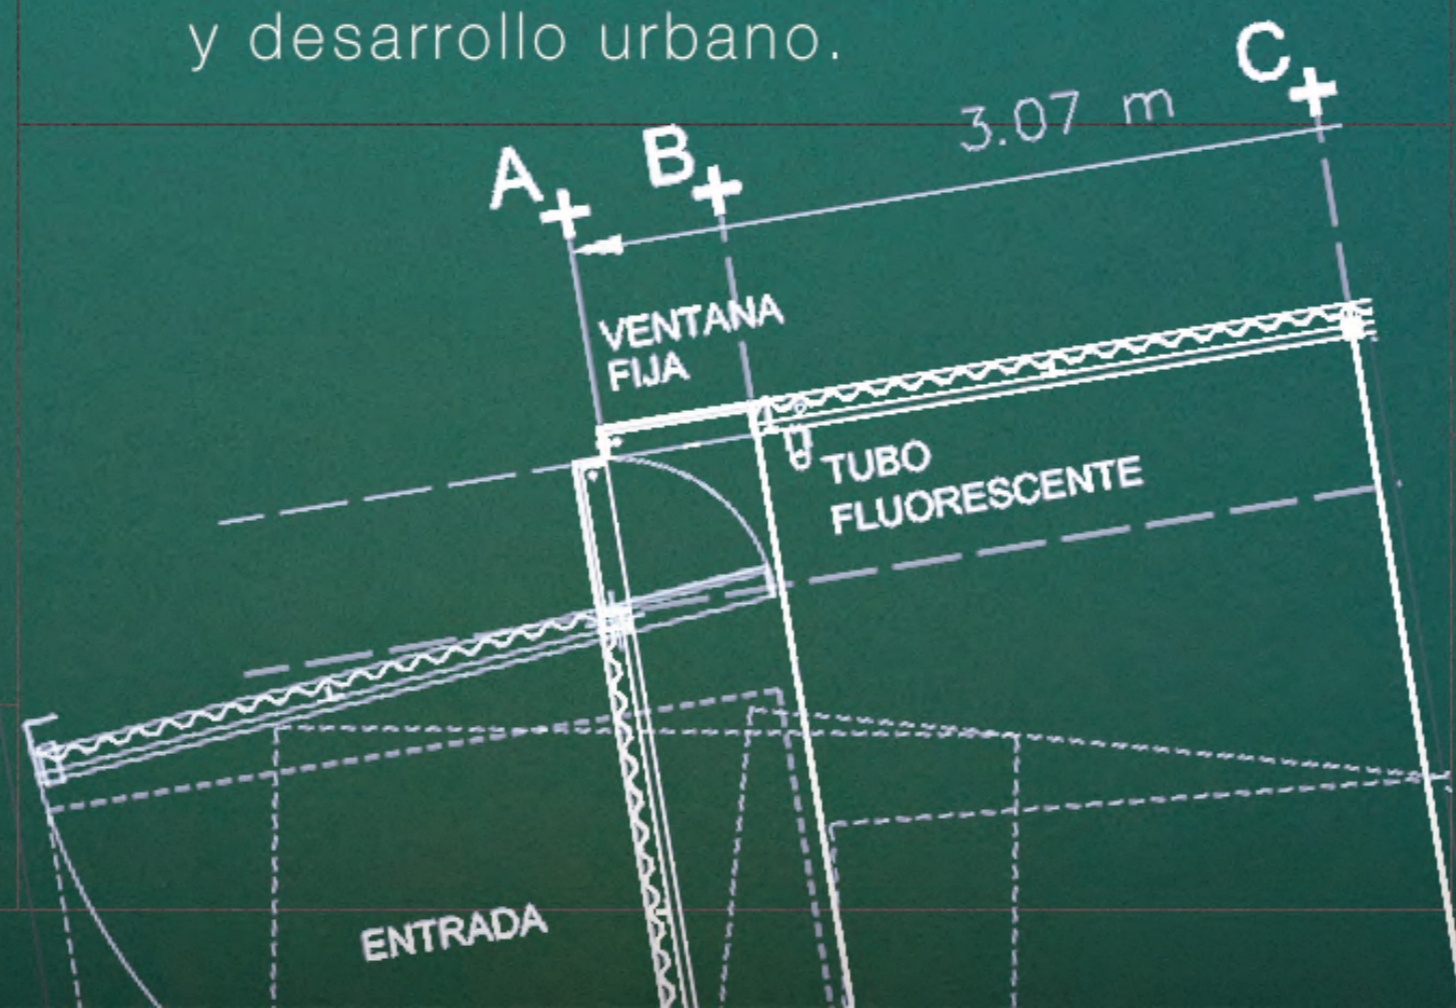 y desarrollo urbano.
C
3.07 m
B
A
VENTANA
FIJA
TUBO
FLUORESCENTE
ENTRADA